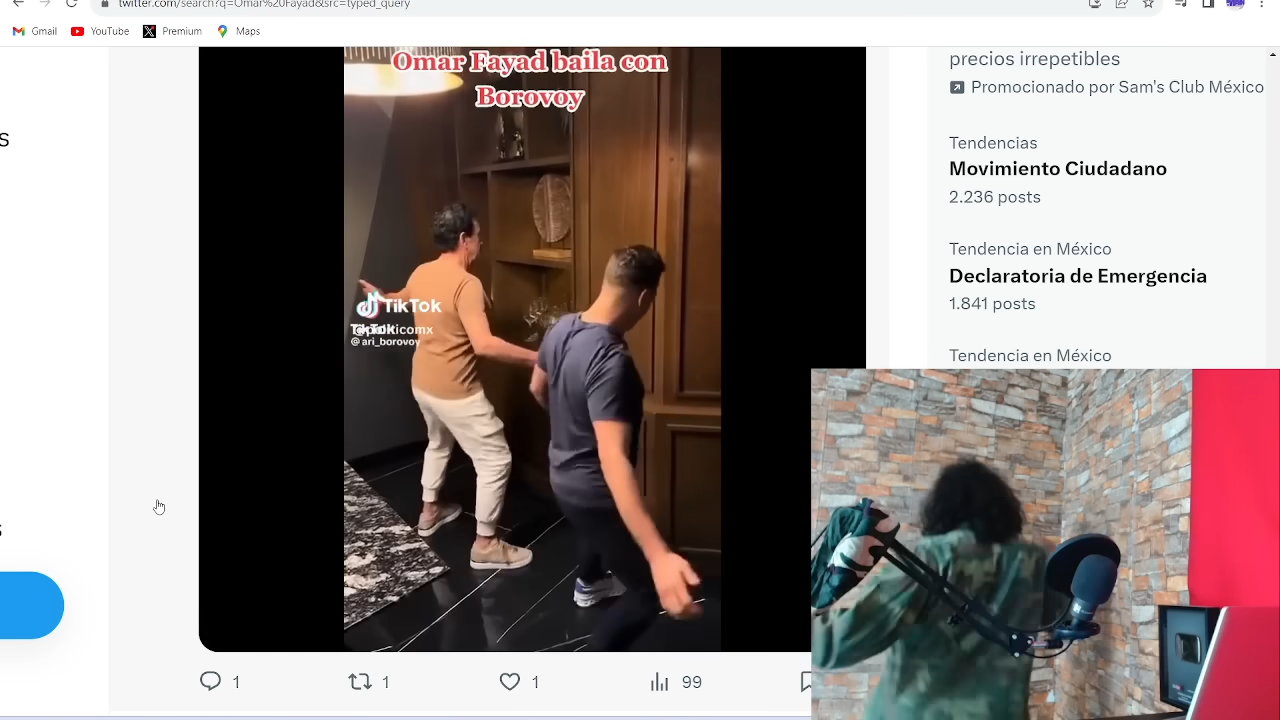 twitter.com/search?q=Omar%20Fayad&src=typed_query
Gmail
YouTube
Premium
Maps
Omar Fayad baila con
Borovoy
TikTok
@ ari_borovoy
precios irrepetibles
Promocionado por Sam's Club México
Tendencias
Movimiento Ciudadano
2.236 posts
Tendencia en México
Declaratoria de Emergencia
1.841 posts
Tendencia en México
1
1
1
99